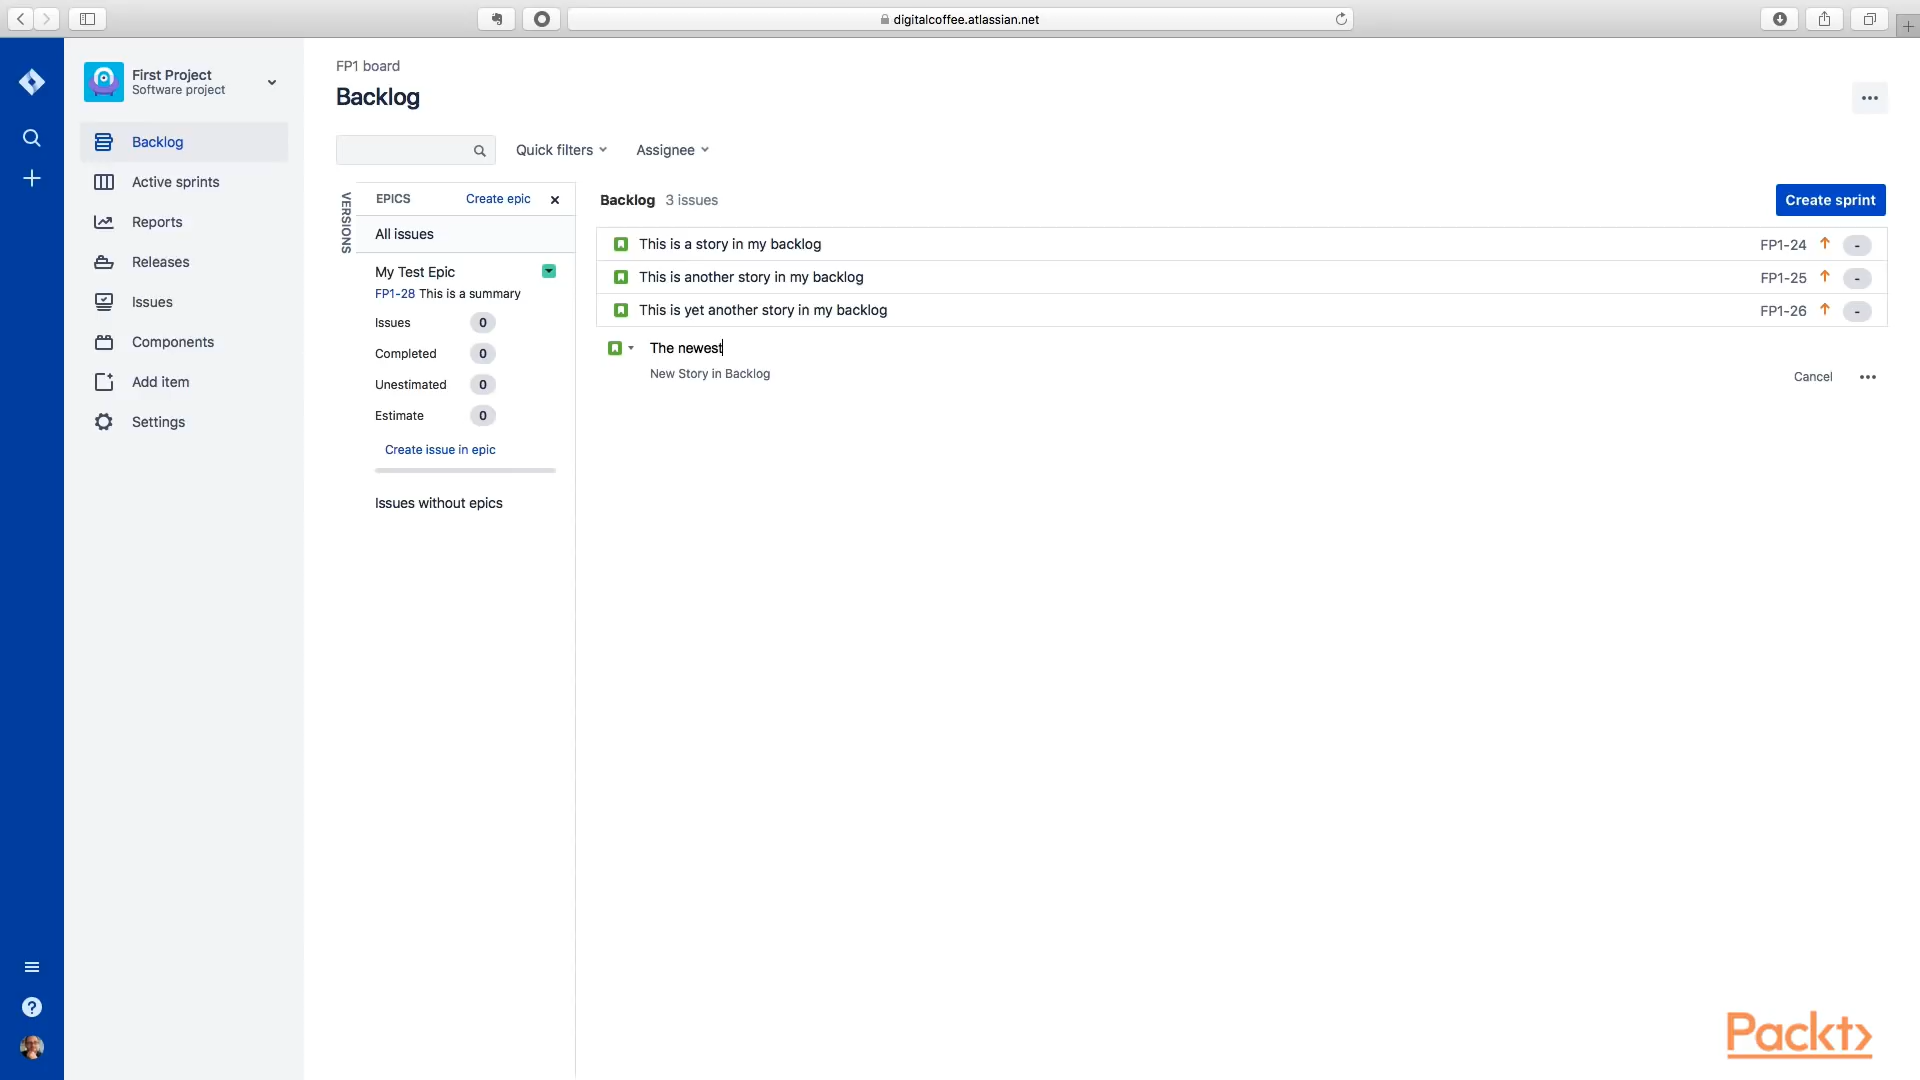 digitalcoffee.atlassian.net
First Project
Software project
Backlog
Active sprints
Reports
Releases
Issues
Components
Add item
Settings
FP1 board
Backlog
Quick filters
Assignee
VERSIONS
EPICS
Create epic
All issues
My Test Epic
FP1-28 This is a summary
Issues 0
Completed 0
Unestimated 0
Estimate 0
Create issue in epic
Issues without epics
Backlog 3 issues
Create sprint
This is a story in my backlog FP1-24 -
This is another story in my backlog FP1-25 -
This is yet another story in my backlog FP1-26 -
The newest
New Story in Backlog
Cancel
Packt>